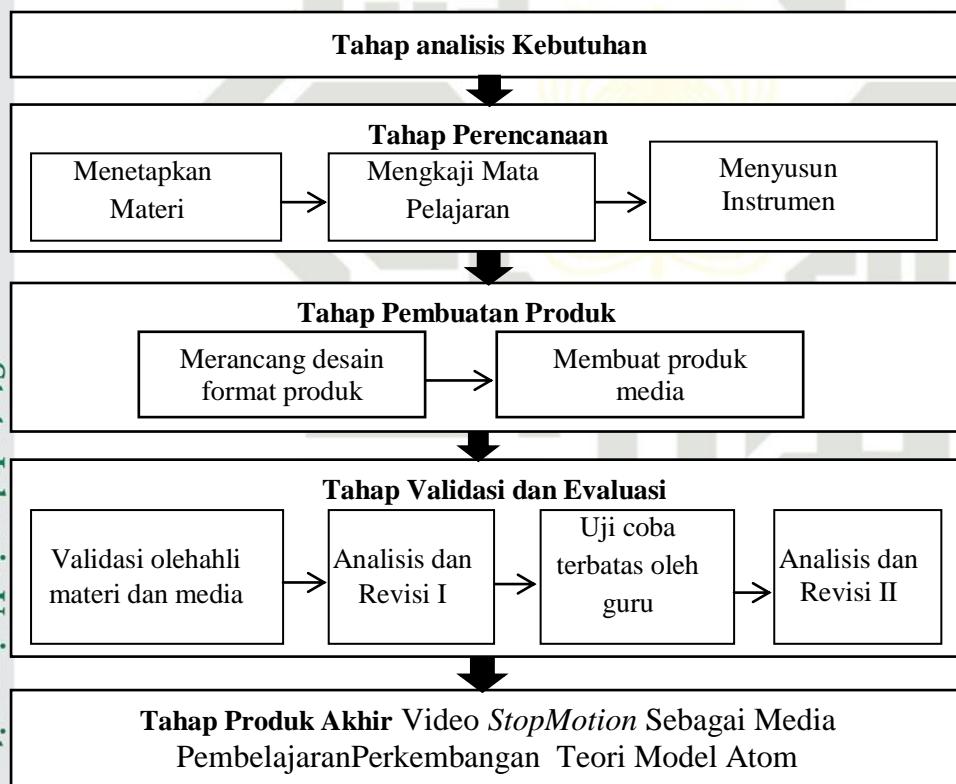 Tahap analisis Kebutuhan
Tahap Perencanaan
Menetapkan
Materi
Mengkaji Mata
Pelajaran
Menyusun
Instrumen
Tahap Pembuatan Produk
Merancang desain
format produk
Membuat produk
media
Tahap Validasi dan Evaluasi
Validasi olehahli
materi dan media
Analisis dan
Revisi I
Uji coba
terbatas oleh
guru
Analisis dan
Revisi II
Tahap Produk Akhir Video StopMotion Sebagai Media
PembelajaranPerkembangan Teori Model Atom